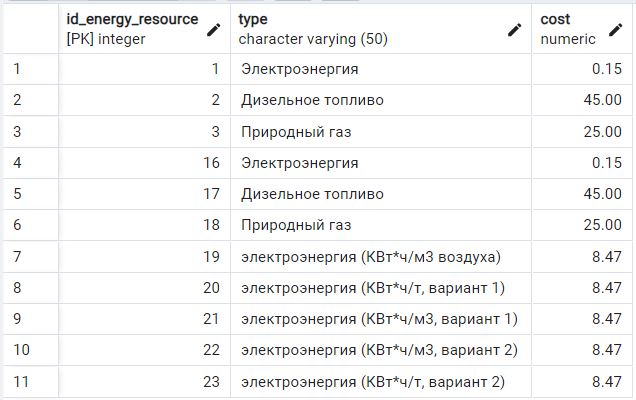 id_energy_resource type cost
[PK] integer character varying (50) numeric
1 1 Электроэнергия 0.15
2 2 Дизельное топливо 45.00
3 3 Природный газ 25.00
4 16 Электроэнергия 0.15
5 17 Дизельное топливо 45.00
6 18 Природный газ 25.00
7 19 электроэнергия (КВт*ч/м3 воздуха) 8.47
8 20 электроэнергия (КВт*ч/т, вариант 1) 8.47
9 21 электроэнергия (КВт*ч/м3, вариант 1) 8.47
10 22 электроэнергия (КВт*ч/м3, вариант 2) 8.47
11 23 электроэнергия (КВт*ч/т, вариант 2) 8.47